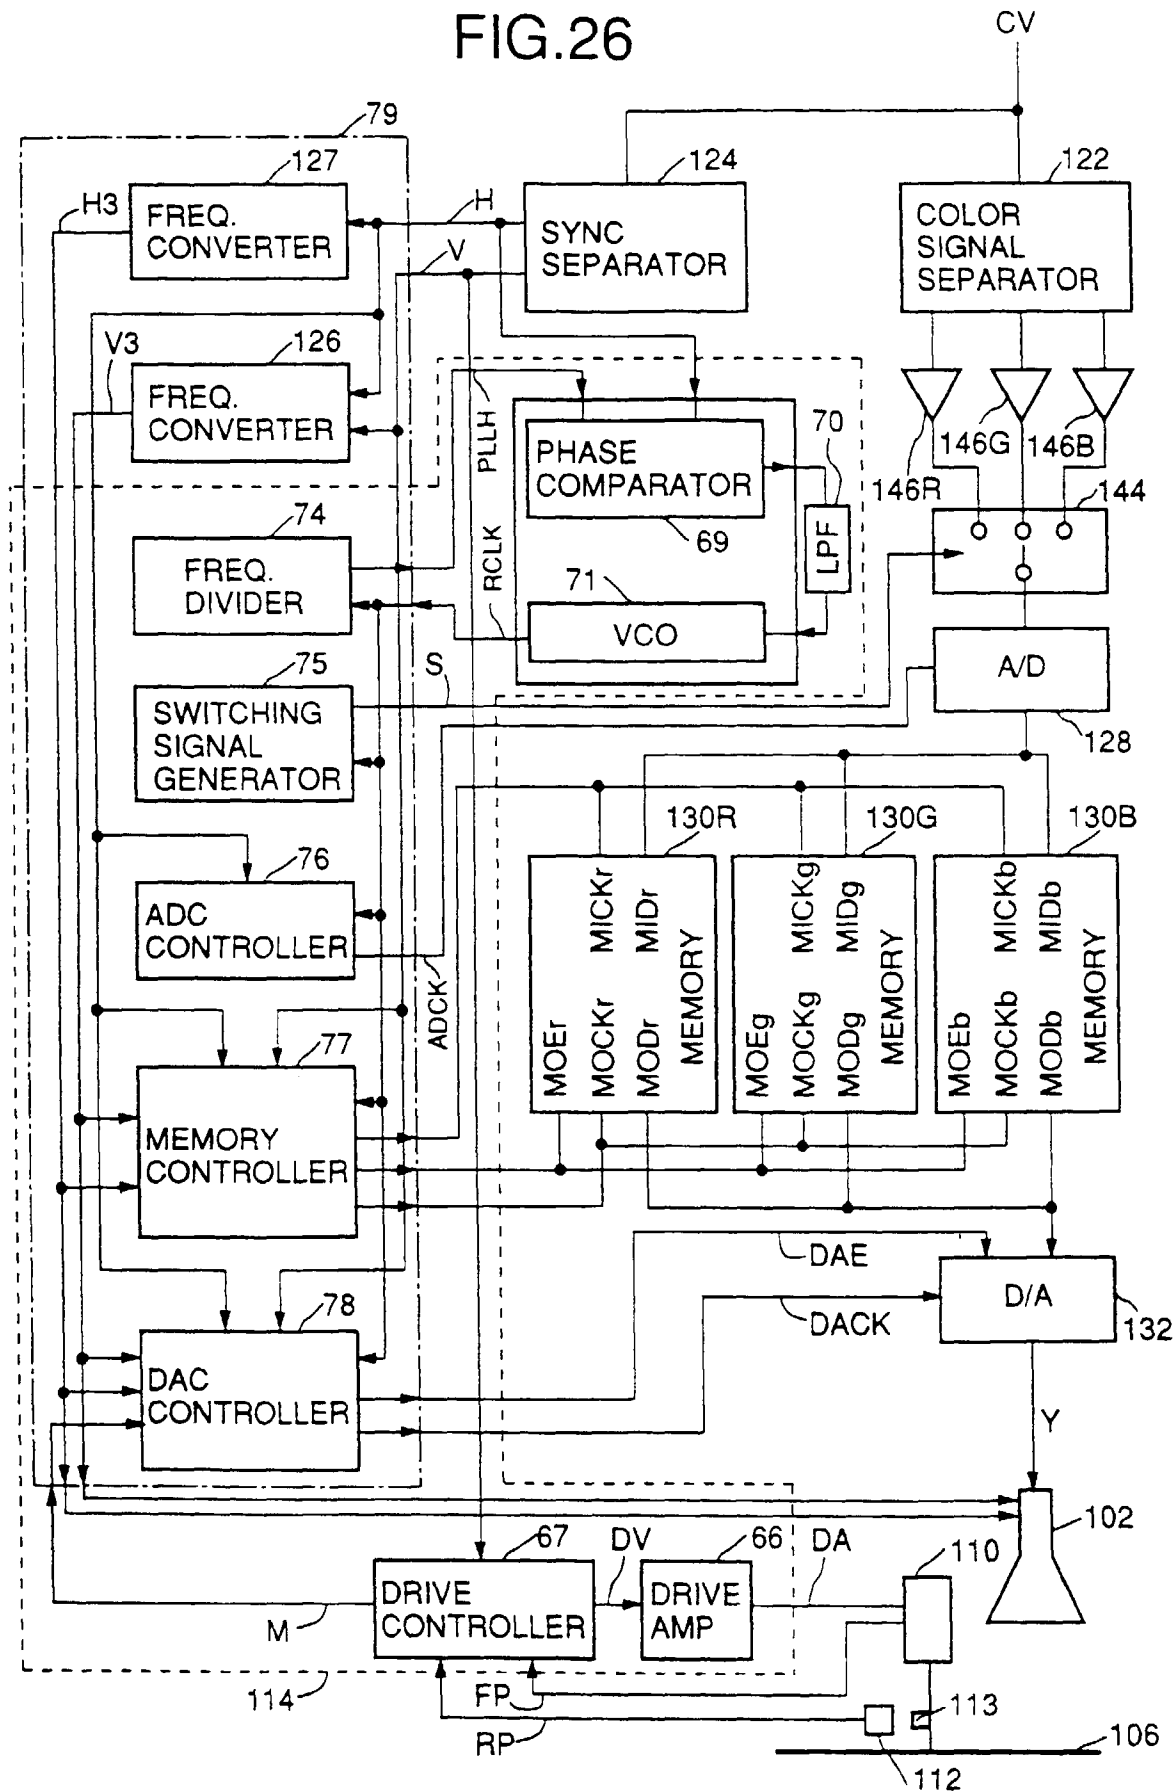 FIG.26
CV
79
127
124
122
H3
FREQ.
CONVERTER
H
V
SYNC
SEPARATOR
COLOR
SIGNAL
SEPARATOR
V3
126
FREQ.
CONVERTER
PLLH
PHASE
COMPARATOR
69
70
LPF
146R
146G
146B
144
74
FREQ.
DIVIDER
RCLK
71
VCO
A/D
128
75
SWITCHING
SIGNAL
GENERATOR
S
130R
130G
130B
76
ADC
CONTROLLER
ADCK
MICKr
MIDr
MOEr
MOCKr
MODr
MEMORY
MICKg
MIDg
MOEg
MOCKg
MODg
MEMORY
MICKb
MIDb
MOEb
MOCKb
MODb
MEMORY
77
MEMORY
CONTROLLER
DAE
DACK
D/A
132
78
DAC
CONTROLLER
Y
102
67
DRIVE
CONTROLLER
DV
66
DRIVE
AMP
DA
110
M
114
FP
RP
113
112
106